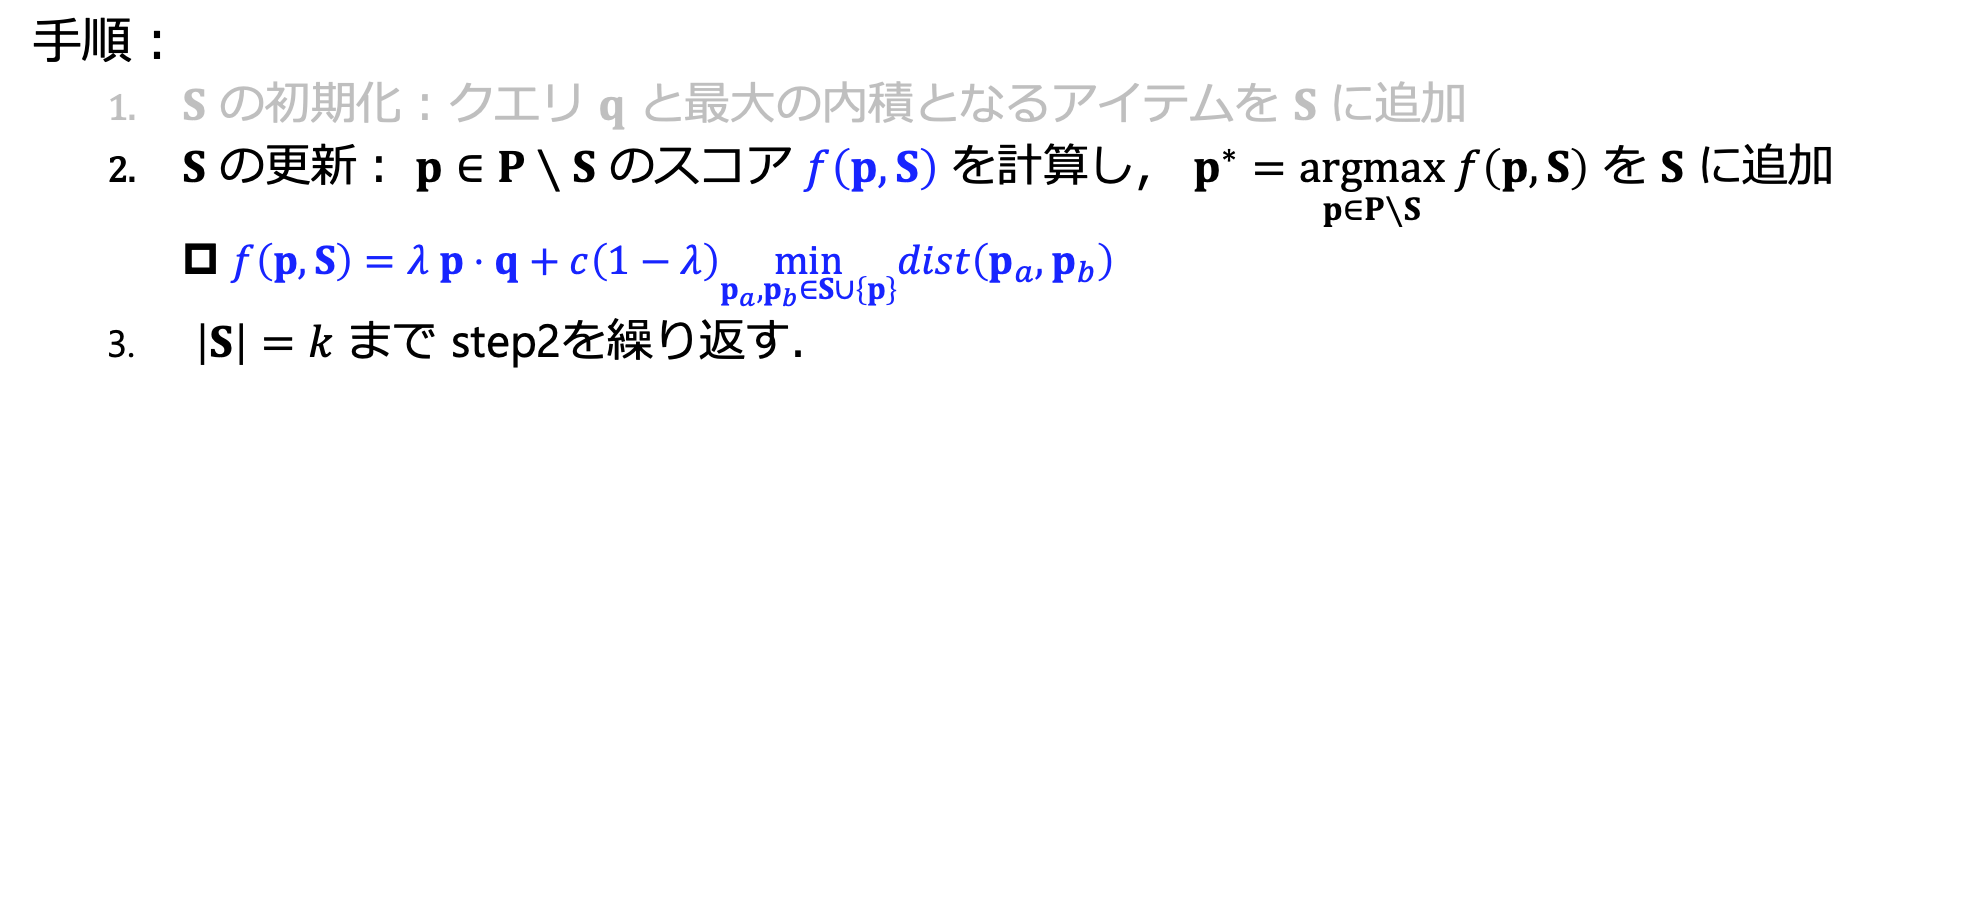 手順：
1. S の初期化：クエリ q と最大の内積となるアイテムを S に追加
2. S の更新： p ∈ P \ S のスコア f(p, S) を計算し， p* = argmax f(p, S) を S に追加
p∈P\S
f(p, S) = λ p · q + c(1 − λ) min dist(pₐ, p_b)
pₐ,p_b∈S∪{p}
3. |S| = k まで step2を繰り返す．